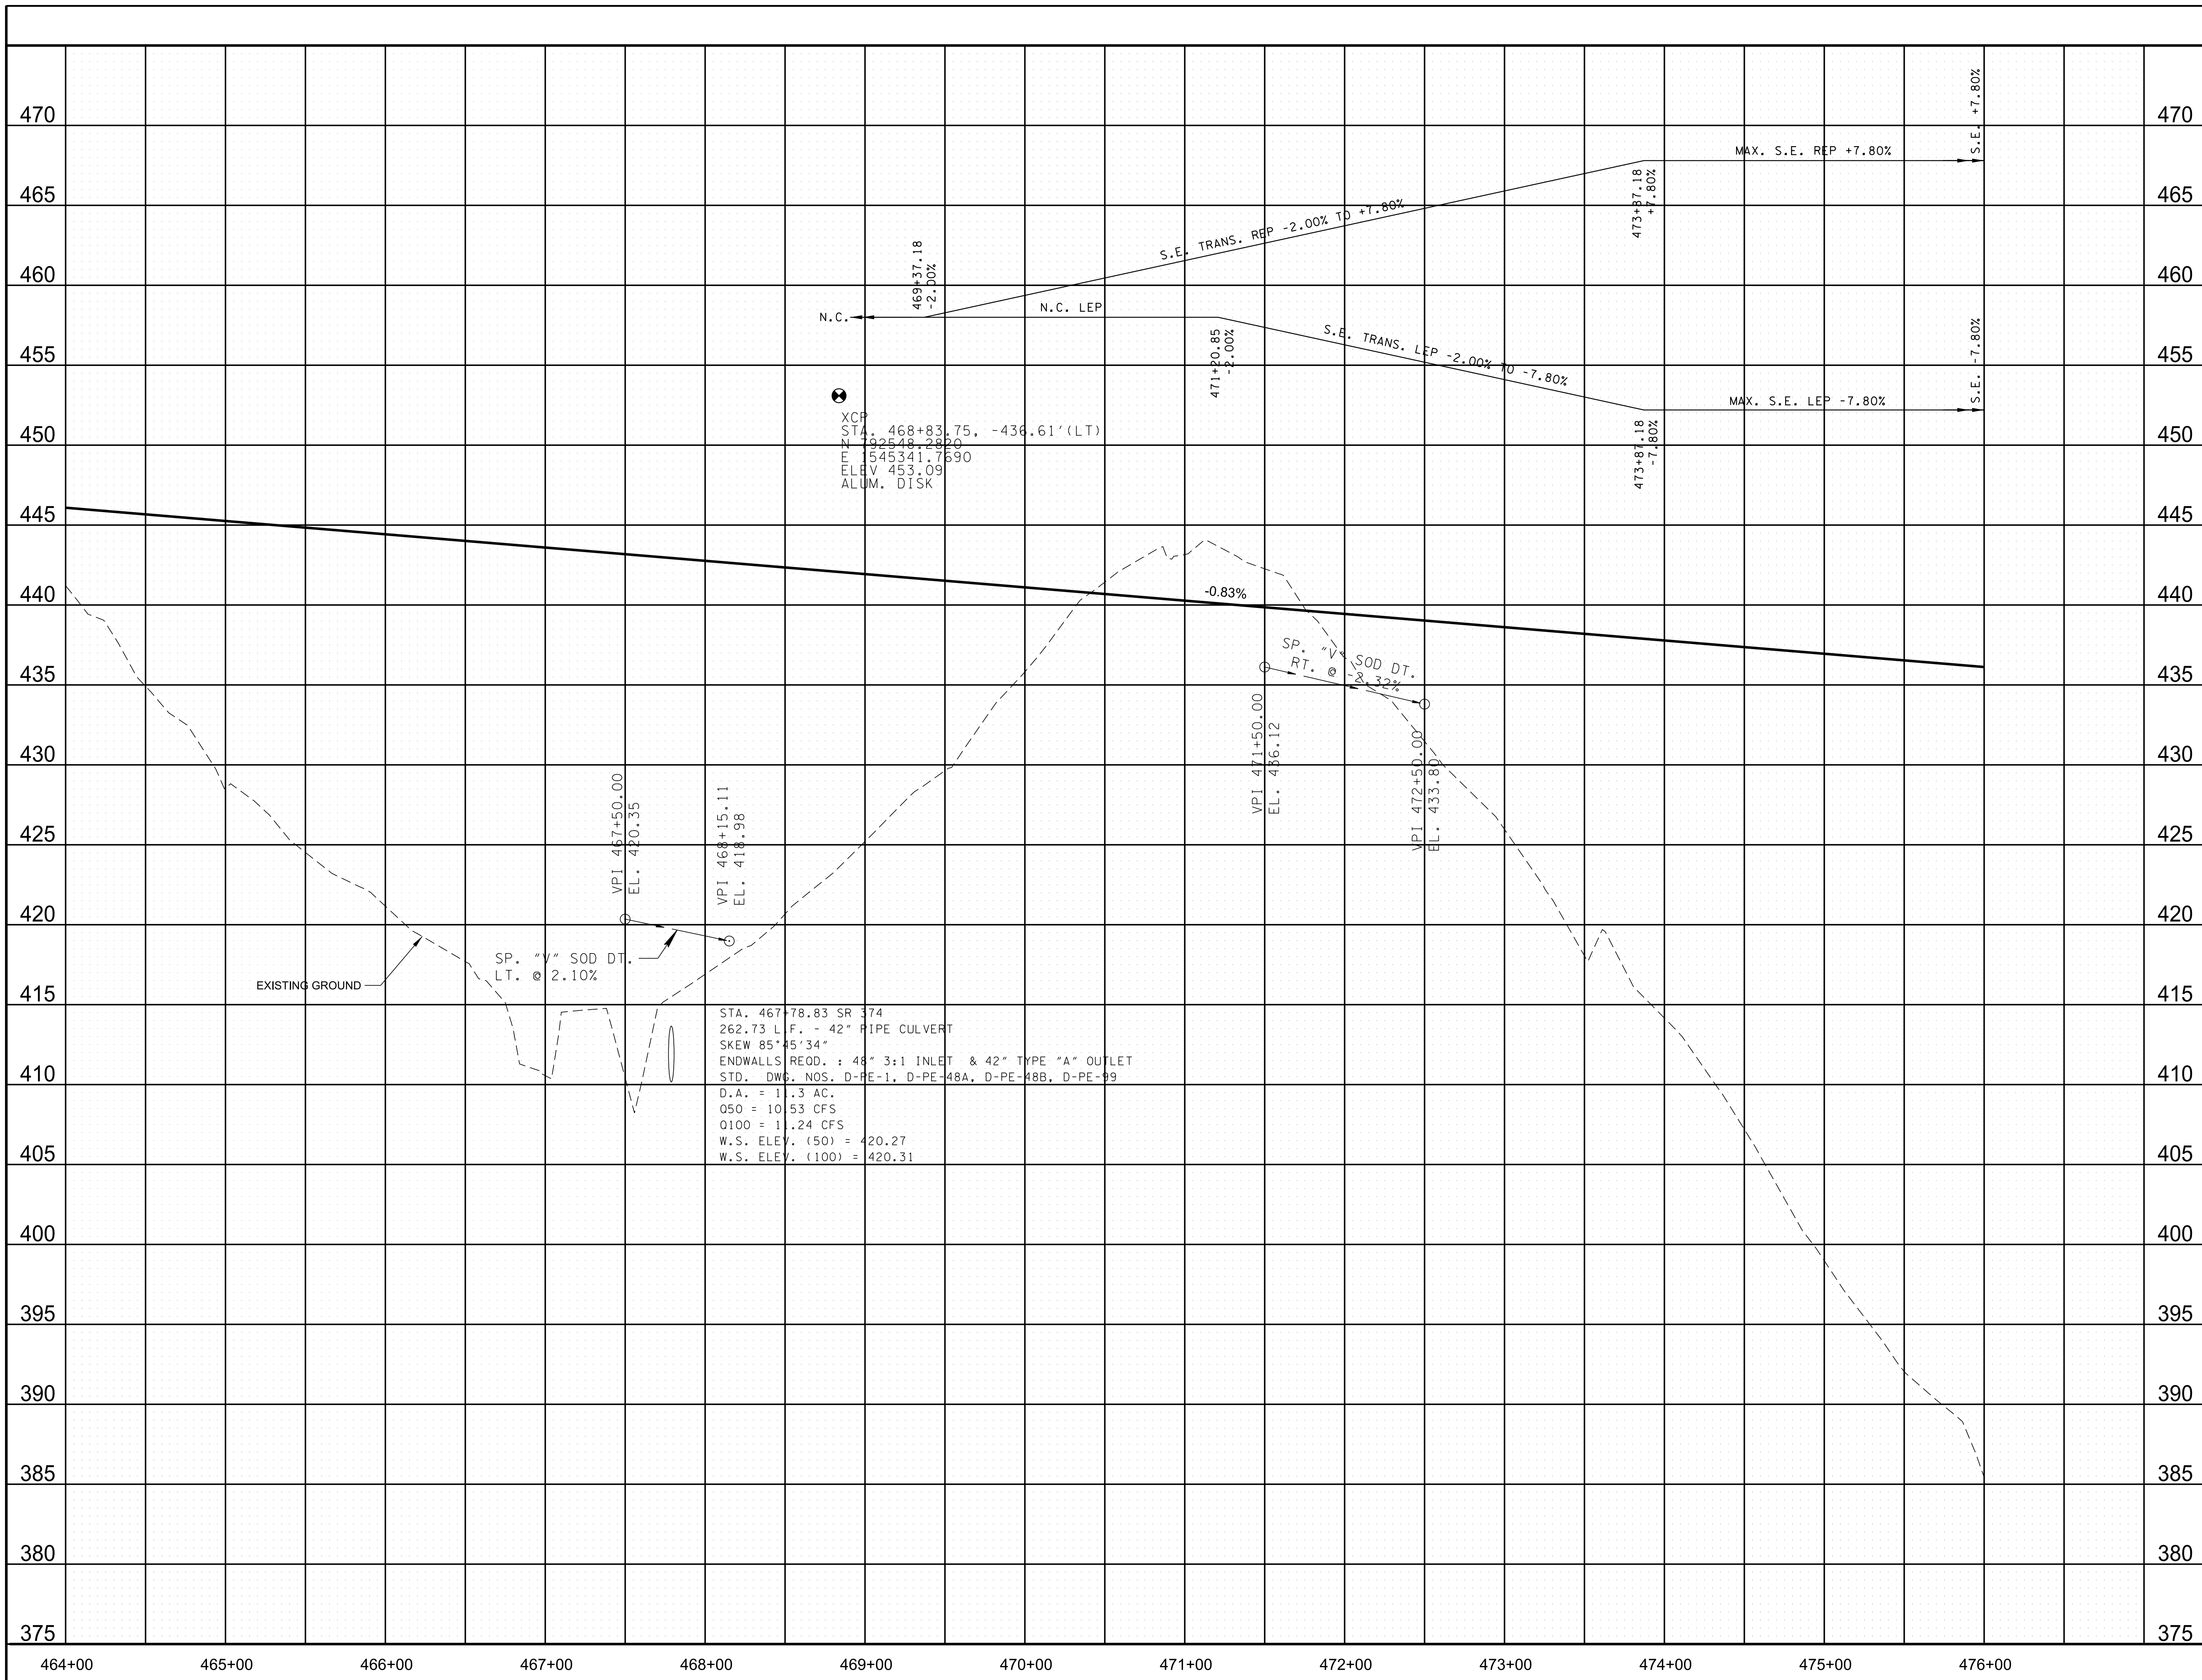 S.E. +7.80%
470
470
MAX. S.E. REP +7.80%
473+87.18
+7.80%
465
465
S.E. TRANS. REP -2.00% TO +7.80%
469+37.18
-2.00%
460
460
N.C.
N.C. LEP
S.E. -7.80%
471+20.85
-2.00%
S.E. TRANS. LEP -2.00% TO -7.80%
455
455
MAX. S.E. LEP -7.80%
473+87.18
-7.80%
XCP
STA. 468+83.75, -436.61'(LT)
N 792548.2820
E 1545341.7690
ELEV 453.09
ALUM. DISK
450
450
445
445
440
440
-0.83%
SP. "V" SOD DT.
RT. @ -2.32%
435
435
VPI 471+50.00
EL. 436.12
VPI 472+50.00
EL. 433.80
430
430
VPI 467+50.00
EL. 420.35
VPI 468+15.11
EL. 418.98
425
425
420
420
SP. "V" SOD DT.
LT. @ 2.10%
EXISTING GROUND
415
415
STA. 467+78.83 SR 374
262.73 L.F. - 42" PIPE CULVERT
SKEW 85°45'34"
ENDWALLS REQD. : 48" 3:1 INLET & 42" TYPE "A" OUTLET
STD. DWG. NOS. D-PE-1, D-PE-48A, D-PE-48B, D-PE-99
D.A. = 11.3 AC.
Q50 = 10.53 CFS
Q100 = 11.24 CFS
W.S. ELEV. (50) = 420.27
W.S. ELEV. (100) = 420.31
410
410
405
405
400
400
395
395
390
390
385
385
380
380
375
375
464+00 465+00 466+00 467+00 468+00 469+00 470+00 471+00 472+00 473+00 474+00 475+00 476+00